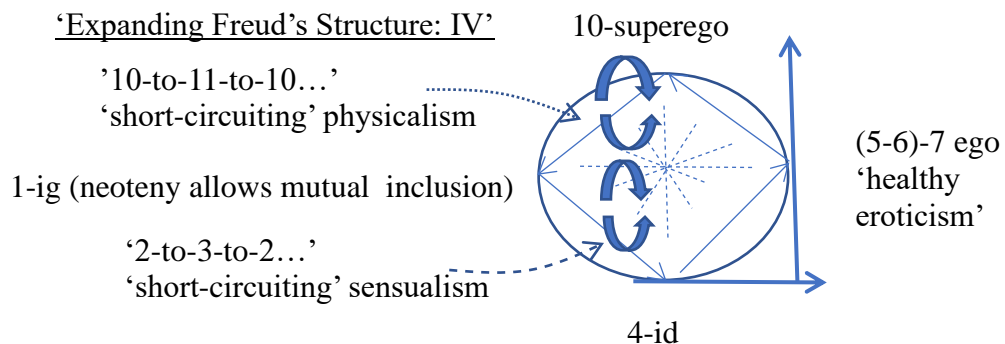 ‘Expanding Freud’s Structure: IV’
10-superego
’10-to-11-to-10…’
‘short-circuiting’ physicalism
1-ig (neoteny allows mutual inclusion)
(5-6)-7 ego
‘healthy
eroticism’
‘2-to-3-to-2…’
‘short-circuiting’ sensualism
4-id